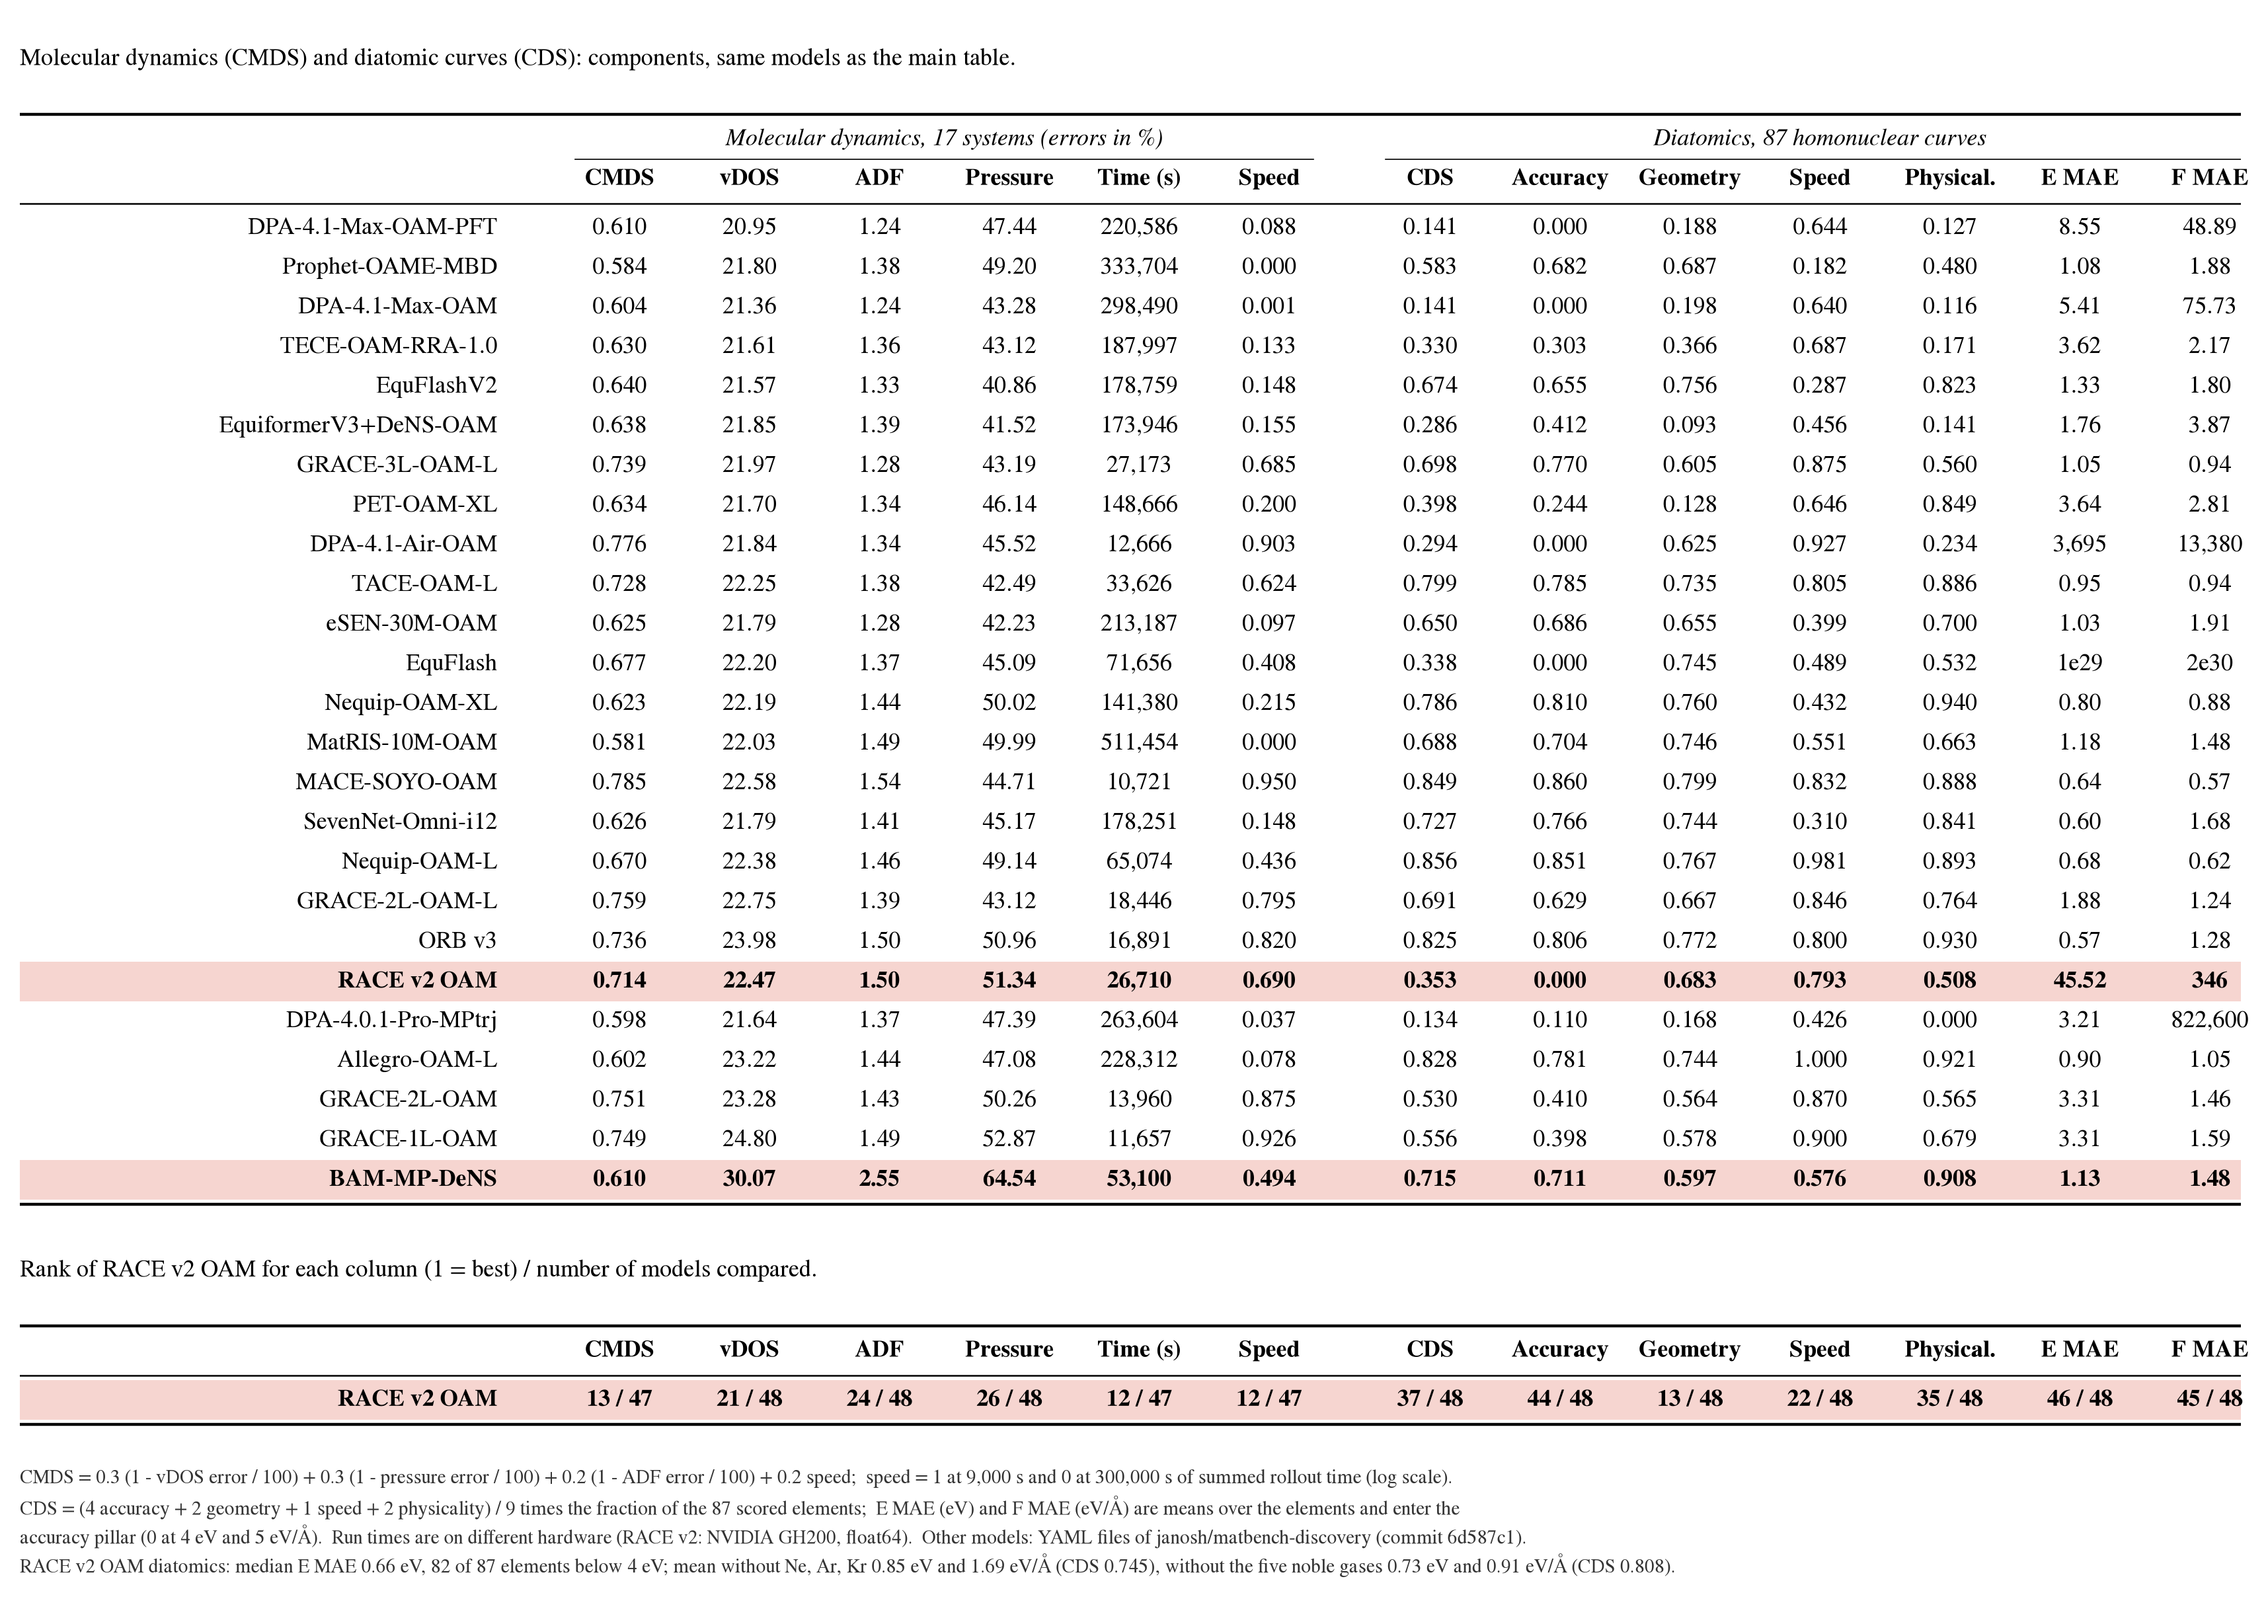 Molecular dynamics (CMDS) and diatomic curves (CDS): components, same models as the main table.
Molecular dynamics, 17 systems (errors in %) Diatomics, 87 homonuclear curves
CMDS vDOS ADF Pressure Time (s) Speed CDS Accuracy Geometry Speed Physical. E MAE F MAE
DPA-4.1-Max-OAM-PFT 0.610 20.95 1.24 47.44 220,586 0.088 0.141 0.000 0.188 0.644 0.127 8.55 48.89
Prophet-OAME-MBD 0.584 21.80 1.38 49.20 333,704 0.000 0.583 0.682 0.687 0.182 0.480 1.08 1.88
DPA-4.1-Max-OAM 0.604 21.36 1.24 43.28 298,490 0.001 0.141 0.000 0.198 0.640 0.116 5.41 75.73
TECE-OAM-RRA-1.0 0.630 21.61 1.36 43.12 187,997 0.133 0.330 0.303 0.366 0.687 0.171 3.62 2.17
EquFlashV2 0.640 21.57 1.33 40.86 178,759 0.148 0.674 0.655 0.756 0.287 0.823 1.33 1.80
EquiformerV3+DeNS-OAM 0.638 21.85 1.39 41.52 173,946 0.155 0.286 0.412 0.093 0.456 0.141 1.76 3.87
GRACE-3L-OAM-L 0.739 21.97 1.28 43.19 27,173 0.685 0.698 0.770 0.605 0.875 0.560 1.05 0.94
PET-OAM-XL 0.634 21.70 1.34 46.14 148,666 0.200 0.398 0.244 0.128 0.646 0.849 3.64 2.81
DPA-4.1-Air-OAM 0.776 21.84 1.34 45.52 12,666 0.903 0.294 0.000 0.625 0.927 0.234 3,695 13,380
TACE-OAM-L 0.728 22.25 1.38 42.49 33,626 0.624 0.799 0.785 0.735 0.805 0.886 0.95 0.94
eSEN-30M-OAM 0.625 21.79 1.28 42.23 213,187 0.097 0.650 0.686 0.655 0.399 0.700 1.03 1.91
EquFlash 0.677 22.20 1.37 45.09 71,656 0.408 0.338 0.000 0.745 0.489 0.532 1e29 2e30
Nequip-OAM-XL 0.623 22.19 1.44 50.02 141,380 0.215 0.786 0.810 0.760 0.432 0.940 0.80 0.88
MatRIS-10M-OAM 0.581 22.03 1.49 49.99 511,454 0.000 0.688 0.704 0.746 0.551 0.663 1.18 1.48
MACE-SOYO-OAM 0.785 22.58 1.54 44.71 10,721 0.950 0.849 0.860 0.799 0.832 0.888 0.64 0.57
SevenNet-Omni-i12 0.626 21.79 1.41 45.17 178,251 0.148 0.727 0.766 0.744 0.310 0.841 0.60 1.68
Nequip-OAM-L 0.670 22.38 1.46 49.14 65,074 0.436 0.856 0.851 0.767 0.981 0.893 0.68 0.62
GRACE-2L-OAM-L 0.759 22.75 1.39 43.12 18,446 0.795 0.691 0.629 0.667 0.846 0.764 1.88 1.24
ORB v3 0.736 23.98 1.50 50.96 16,891 0.820 0.825 0.806 0.772 0.800 0.930 0.57 1.28
RACE v2 OAM 0.714 22.47 1.50 51.34 26,710 0.690 0.353 0.000 0.683 0.793 0.508 45.52 346
DPA-4.0.1-Pro-MPtrj 0.598 21.64 1.37 47.39 263,604 0.037 0.134 0.110 0.168 0.426 0.000 3.21 822,600
Allegro-OAM-L 0.602 23.22 1.44 47.08 228,312 0.078 0.828 0.781 0.744 1.000 0.921 0.90 1.05
GRACE-2L-OAM 0.751 23.28 1.43 50.26 13,960 0.875 0.530 0.410 0.564 0.870 0.565 3.31 1.46
GRACE-1L-OAM 0.749 24.80 1.49 52.87 11,657 0.926 0.556 0.398 0.578 0.900 0.679 3.31 1.59
BAM-MP-DeNS 0.610 30.07 2.55 64.54 53,100 0.494 0.715 0.711 0.597 0.576 0.908 1.13 1.48
Rank of RACE v2 OAM for each column (1 = best) / number of models compared.
CMDS vDOS ADF Pressure Time (s) Speed CDS Accuracy Geometry Speed Physical. E MAE F MAE
RACE v2 OAM 13 / 47 21 / 48 24 / 48 26 / 48 12 / 47 12 / 47 37 / 48 44 / 48 13 / 48 22 / 48 35 / 48 46 / 48 45 / 48
CMDS = 0.3 (1 - vDOS error / 100) + 0.3 (1 - pressure error / 100) + 0.2 (1 - ADF error / 100) + 0.2 speed; speed = 1 at 9,000 s and 0 at 300,000 s of summed rollout time (log scale).
CDS = (4 accuracy + 2 geometry + 1 speed + 2 physicality) / 9 times the fraction of the 87 scored elements; E MAE (eV) and F MAE (eV/Å) are means over the elements and enter the
accuracy pillar (0 at 4 eV and 5 eV/Å). Run times are on different hardware (RACE v2: NVIDIA GH200, float64). Other models: YAML files of janosh/matbench-discovery (commit 6d587c1).
RACE v2 OAM diatomics: median E MAE 0.66 eV, 82 of 87 elements below 4 eV; mean without Ne, Ar, Kr 0.85 eV and 1.69 eV/Å (CDS 0.745), without the five noble gases 0.73 eV and 0.91 eV/Å (CDS 0.808).